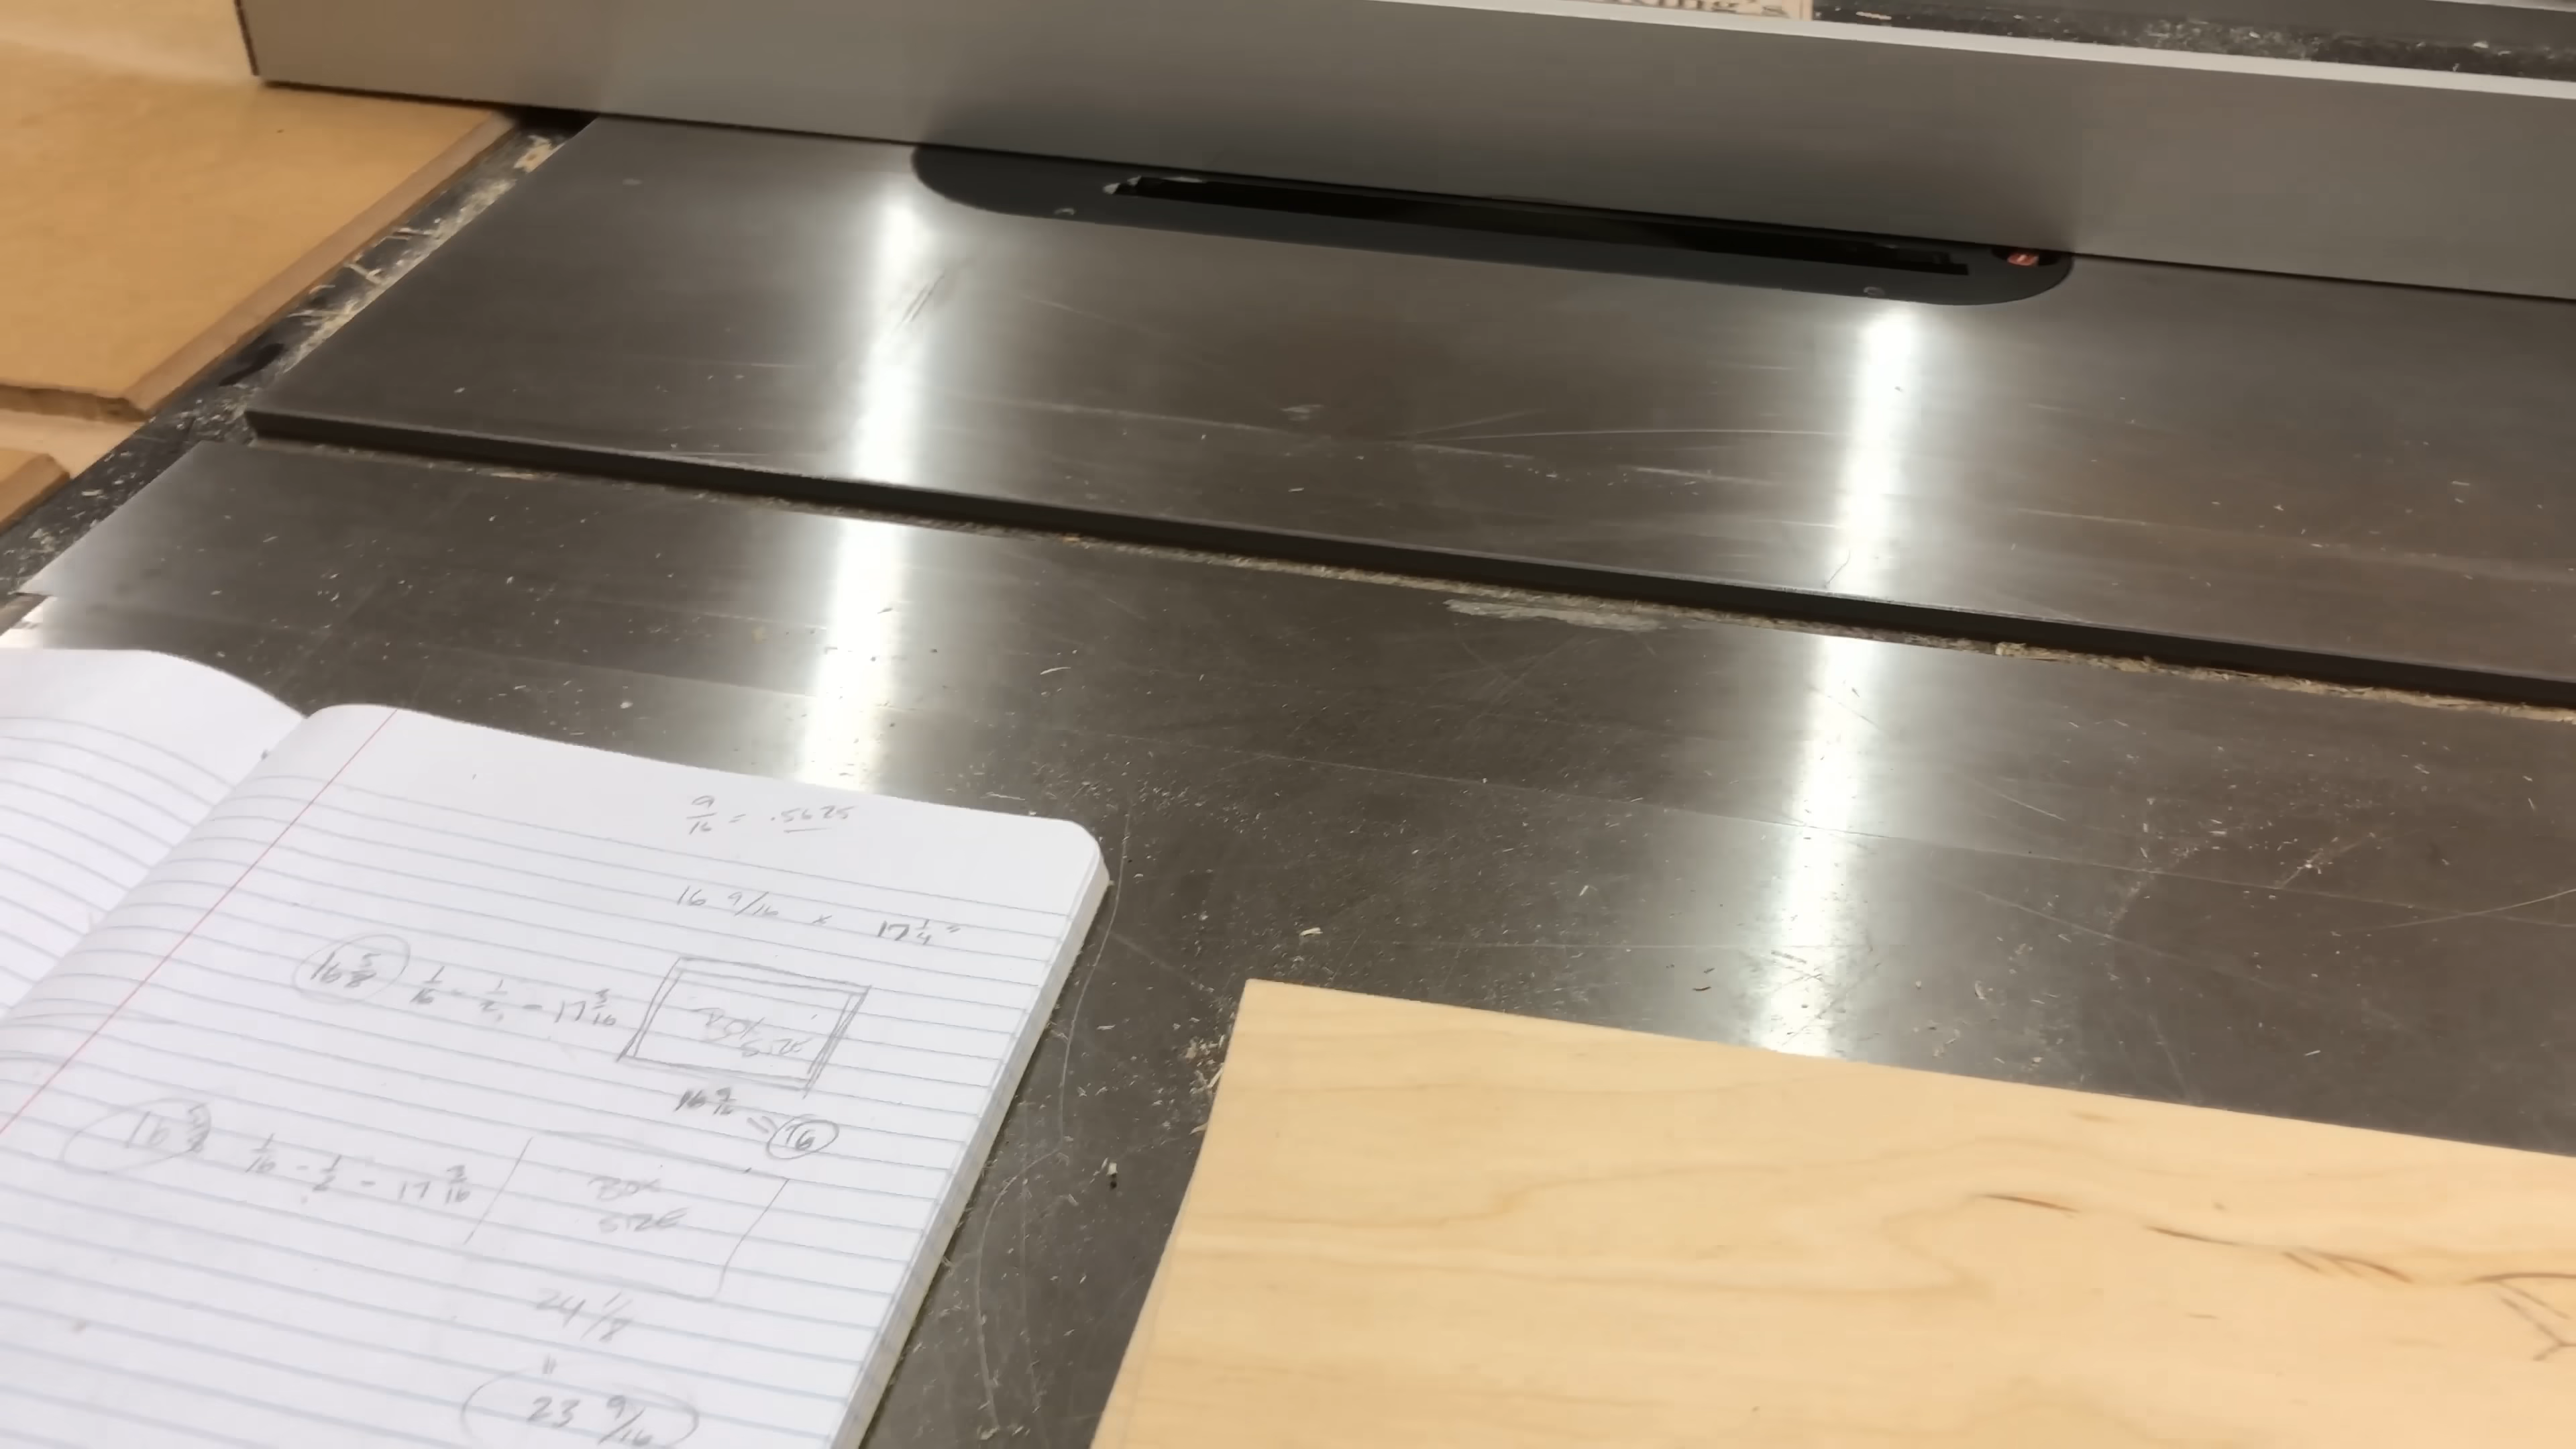 9/16 = .5625
16 9/16 x 17 1/4"
16 5/8 1/16 - 1/2 - 17 3/16
BOX
SIZE
16 9/16
= 16
16 5/8 1/16 - 1/2 - 17 3/16
BOX
SIZE
24 1/8
=
23 9/16